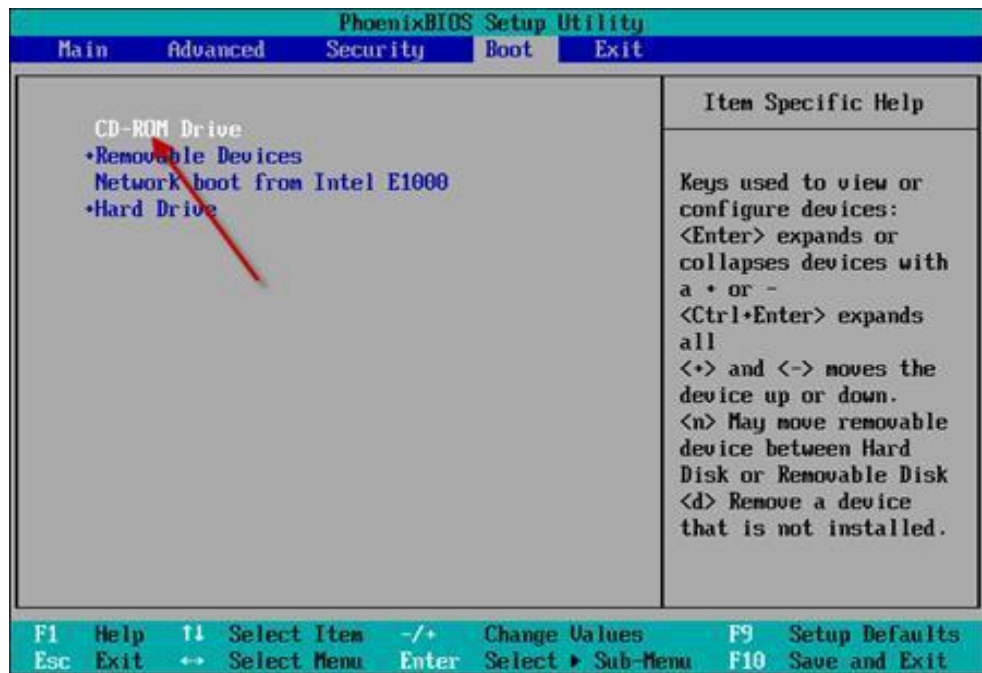 PhoenixBIOS Setup Utility
Main Advanced Security Boot Exit
CD-ROM Drive
+Removable Devices
Network boot from Intel E1000
+Hard Drive
Item Specific Help
Keys used to view or
configure devices:
<Enter> expands or
collapses devices with
a + or -
<Ctrl+Enter> expands
all
<+> and <-> moves the
device up or down.
<n> May move removable
device between Hard
Disk or Removable Disk
<d> Remove a device
that is not installed.
F1 Help ↑↓ Select Item -/+ Change Values F9 Setup Defaults
Esc Exit ↔ Select Menu Enter Select ▶ Sub-Menu F10 Save and Exit